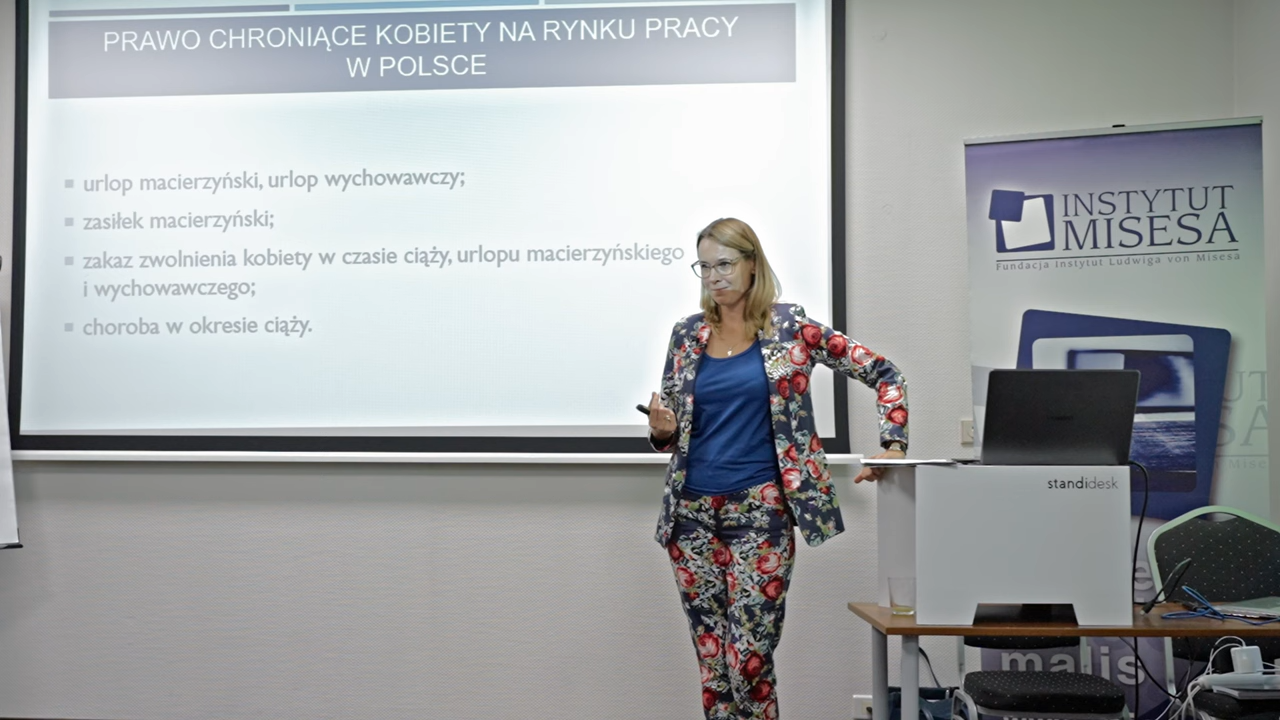 PRAWO CHRONIĄCE KOBIETY NA RYNKU PRACY
W POLSCE
urlop macierzyński, urlop wychowawczy;
zasiłek macierzyński;
zakaz zwolnienia kobiety w czasie ciąży, urlopu macierzyńskiego
i wychowawczego;
choroba w okresie ciąży.
INSTYTUT
MISESA
Fundacja Instytut Ludwiga von Misesa
standidesk
malis